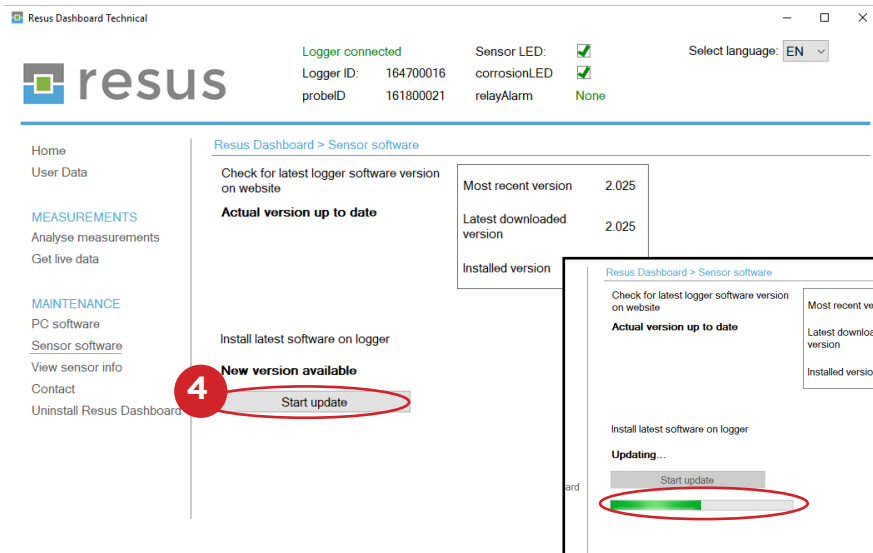 Resus Dashboard Technical
resus
Logger connected
Logger ID: 164700016
probeID 161800021
Sensor LED:
corrosionLED
relayAlarm None
Select language: EN
Home
User Data
MEASUREMENTS
Analyse measurements
Get live data
MAINTENANCE
PC software
Sensor software
View sensor info
Contact
Uninstall Resus Dashboard
Resus Dashboard > Sensor software
Check for latest logger software version
on website
Actual version up to date
Most recent version 2.025
Latest downloaded
version 2.025
Installed version
Install latest software on logger
New version available
4
Start update
Resus Dashboard > Sensor software
Check for latest logger software version
on website
Actual version up to date
Most recent ve
Latest downloa
version
Installed versio
Install latest software on logger
Updating...
Start update
ard